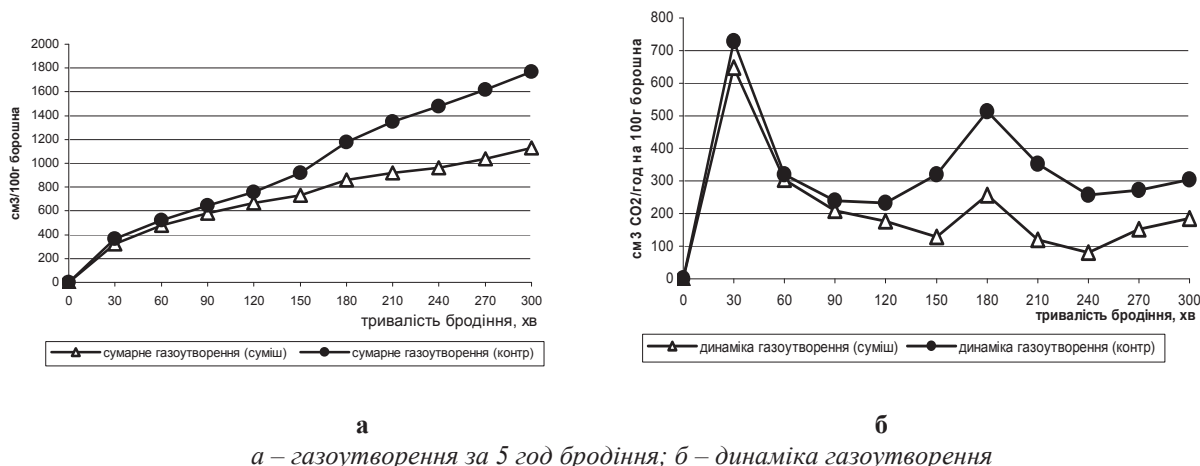 см3/100г борошна
2000
1800
1600
1400
1200
1000
800
600
400
200
0
0 30 60 90 120 150 180 210 240 270 300
тривалість бродіння, хв
сумарне газоутворення (суміш) сумарне газоутворення (контр)
см3 СО2/год на 100г борошна
800
700
600
500
400
300
200
100
0
0 30 60 90 120 150 180 210 240 270 300
тривалість бродіння, хв
динаміка газоутворення (суміш) динаміка газоутворення (контр)
а б
а – газоутворення за 5 год бродіння; б – динаміка газоутворення